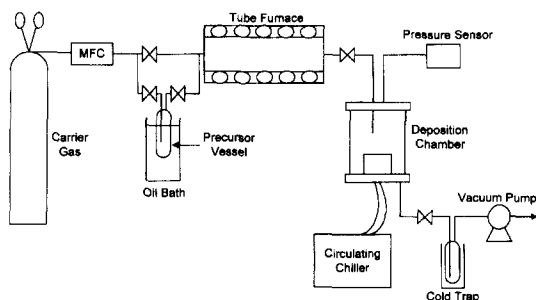 Tube Furnace
Pressure Sensor
MFC
Carrier
Gas
Precursor
Vessel
Oil Bath
Deposition
Chamber
Vacuum Pump
Circulating
Chiller
Cold Trap